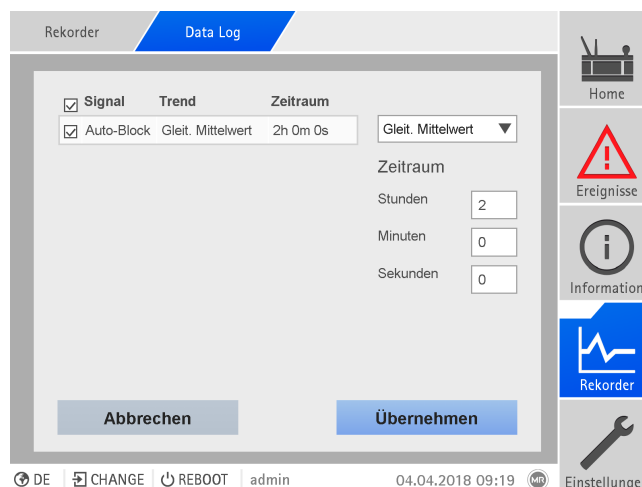 Rekorder Data Log
Home
Signal Trend Zeitraum
Auto-Block Gleit. Mittelwert 2h 0m 0s
Gleit. Mittelwert
Zeitraum
Stunden 2
Minuten 0
Sekunden 0
Abbrechen Übernehmen
Ereignisse
Information
Rekorder
Einstellunge
DE CHANGE REBOOT admin 04.04.2018 09:19 MR